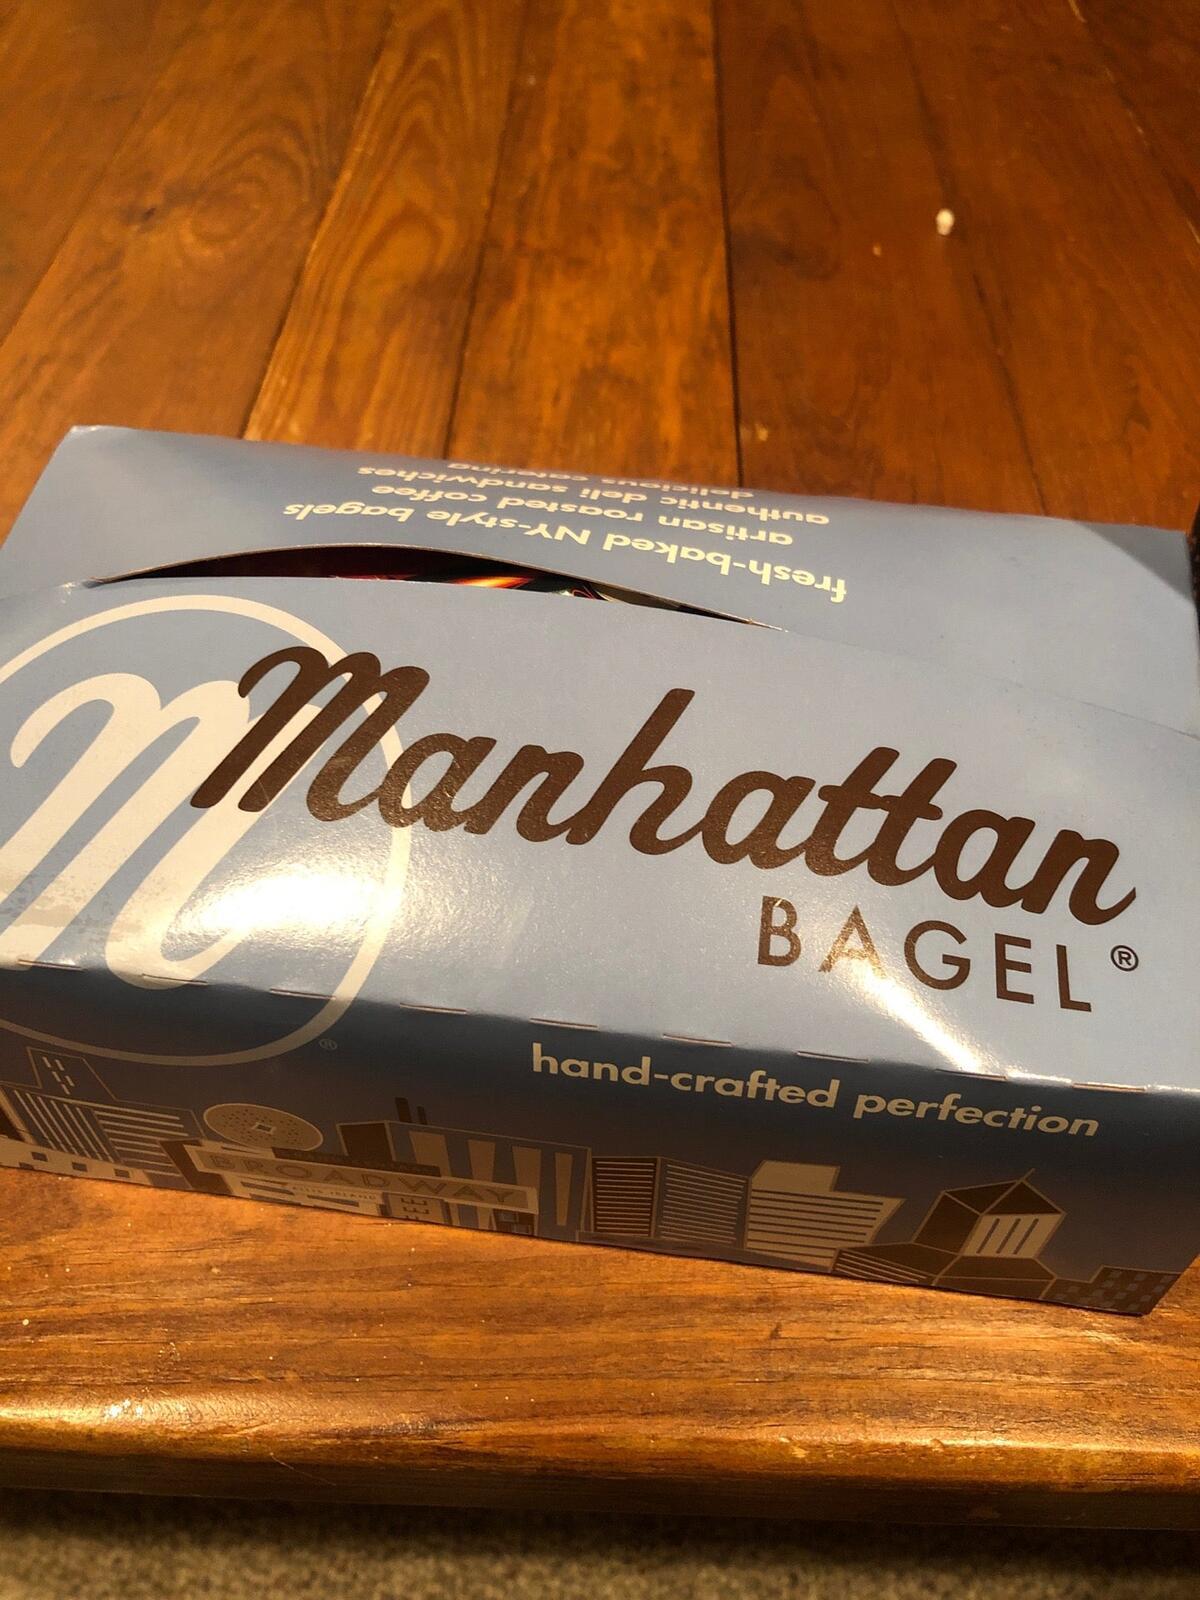 fresh-baked NY-style bagels
artisan roasted coffee
authentic deli sandwiches
delicious catering
M
Manhattan
BAGEL®
®
hand-crafted perfection
BROADWAY